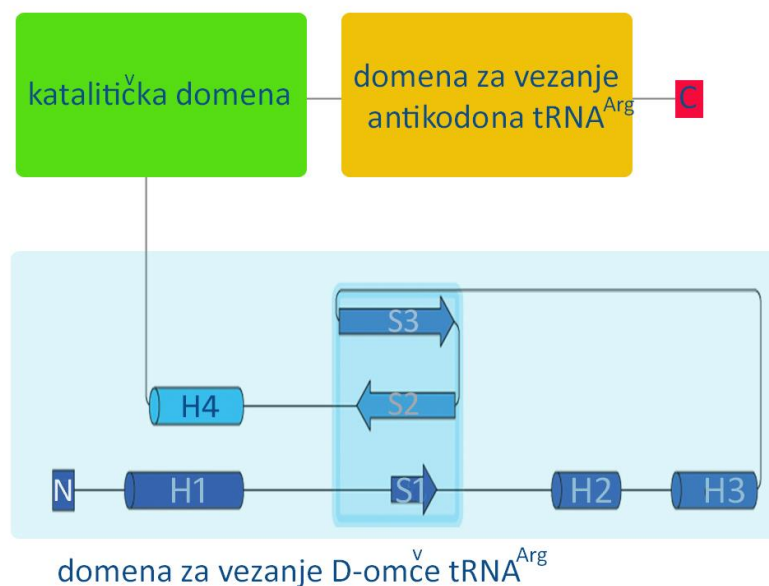 katalitička domena
domena za vezanje
antikodona tRNA^Arg
C
S3
H4
S2
N
H1
S1
H2
H3
domena za vezanje D-omče tRNA^Arg